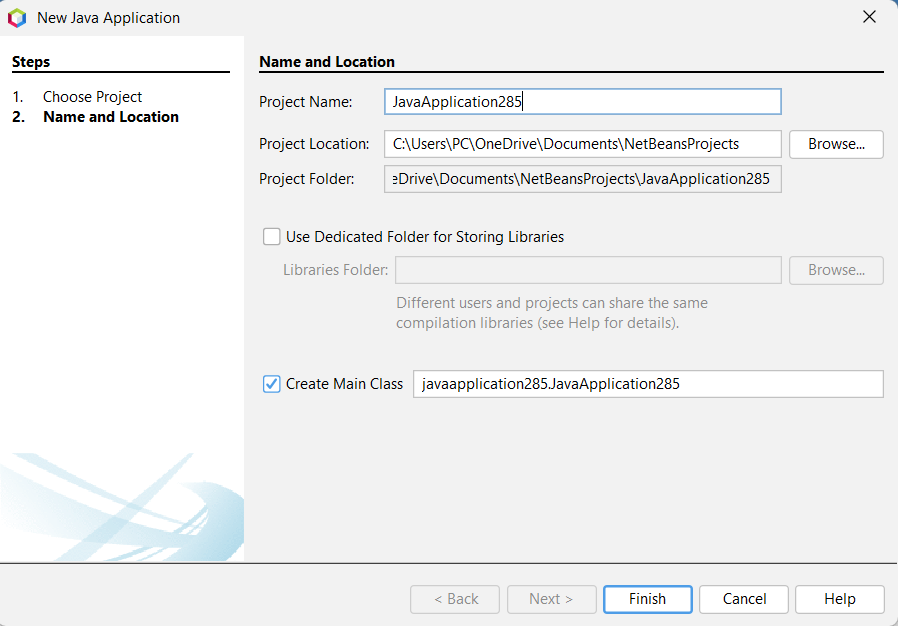 New Java Application
Steps
1. Choose Project
2. Name and Location
Name and Location
Project Name: JavaApplication285
Project Location: C:\Users\PC\OneDrive\Documents\NetBeansProjects Browse...
Project Folder: eDrive\Documents\NetBeansProjects\JavaApplication285
Use Dedicated Folder for Storing Libraries
Libraries Folder: Browse...
Different users and projects can share the same
compilation libraries (see Help for details).
Create Main Class javaapplication285.JavaApplication285
< Back Next > Finish Cancel Help